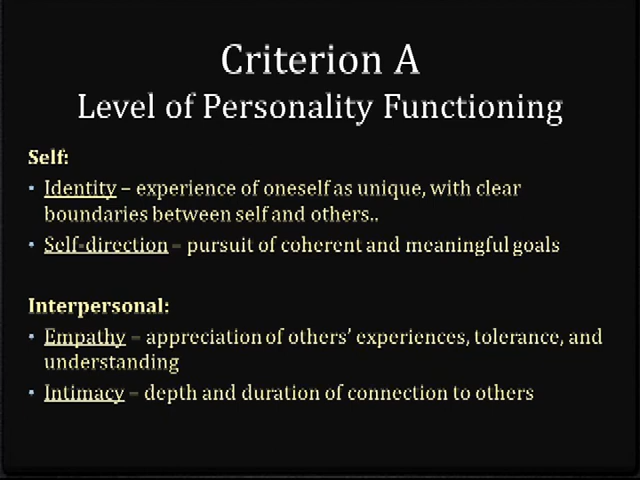 Criterion A
Level of Personality Functioning
Self:
• Identity – experience of oneself as unique, with clear
boundaries between self and others..
• Self-direction – pursuit of coherent and meaningful goals
Interpersonal:
• Empathy – appreciation of others’ experiences, tolerance, and
understanding
• Intimacy – depth and duration of connection to others